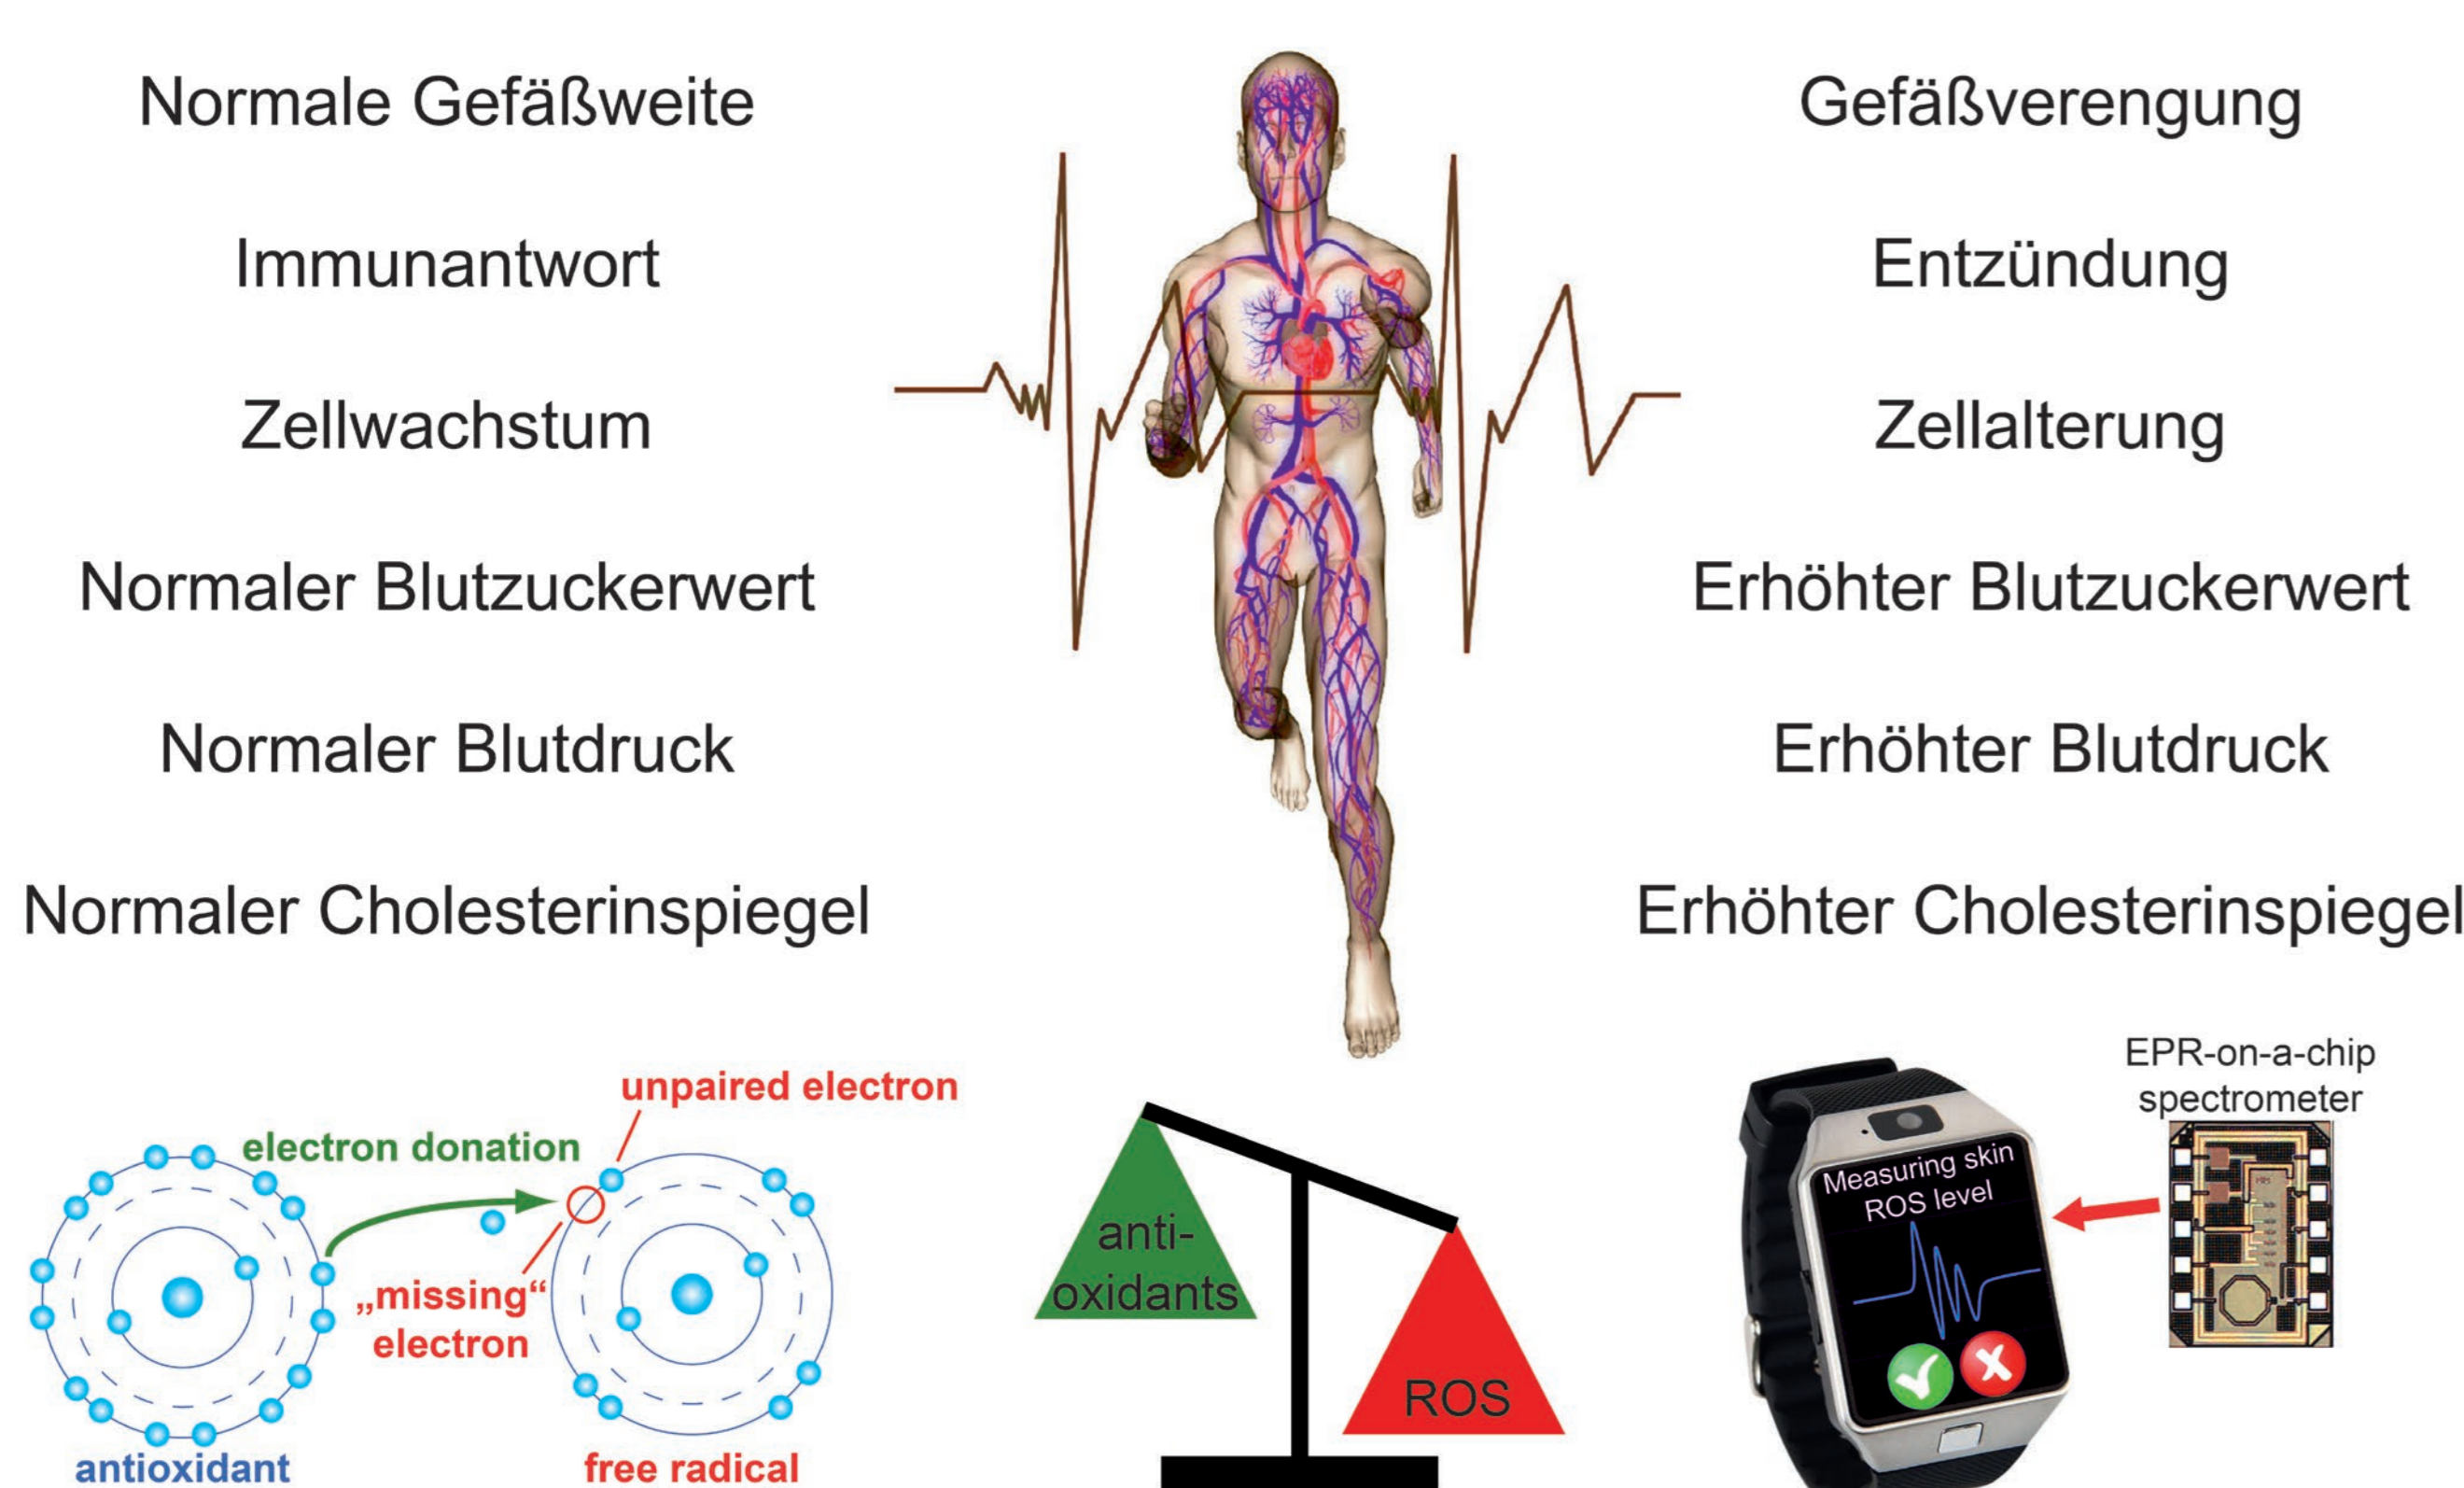 Normale Gefäßweite
Immunantwort
Zellwachstum
Normaler Blutzuckerwert
Normaler Blutdruck
Normaler Cholesterinspiegel
Gefäßverengung
Entzündung
Zellalterung
Erhöhter Blutzuckerwert
Erhöhter Blutdruck
Erhöhter Cholesterinspiegel
unpaired electron
electron donation
„missing“
electron
antioxidant
free radical
anti-
oxidants
ROS
EPR-on-a-chip
spectrometer
Measuring skin
ROS level